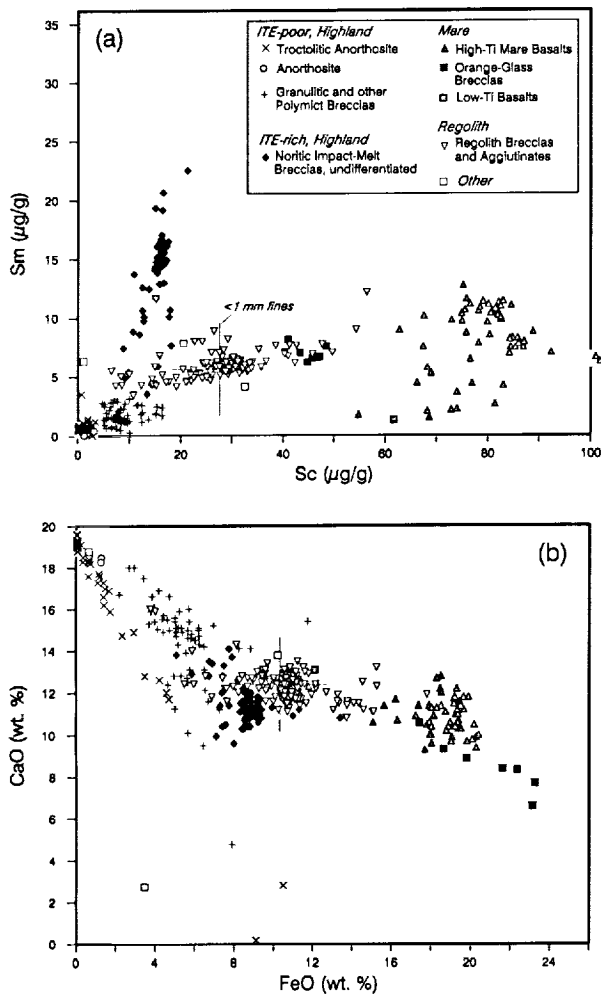 (a)
35
30
25
20
15
10
5
0
Sm (µg/g)
ITE-poor, Highland
Troctolitic Anorthosite
Anorthosite
Granulitic and other
Polymict Breccias
ITE-rich, Highland
Noritic Impact-Melt
Breccias, undifferentiated
Mare
High-Ti Mare Basalts
Orange-Glass
Breccias
Low-Ti Basalts
Regolith
Regolith Breccias
and Agglutinates
Other
<1 mm fines
0 20 40 60 80 100
Sc (µg/g)
(b)
20
18
16
14
12
10
8
6
4
2
0
CaO (wt. %)
0 4 8 12 16 20 24
FeO (wt. %)